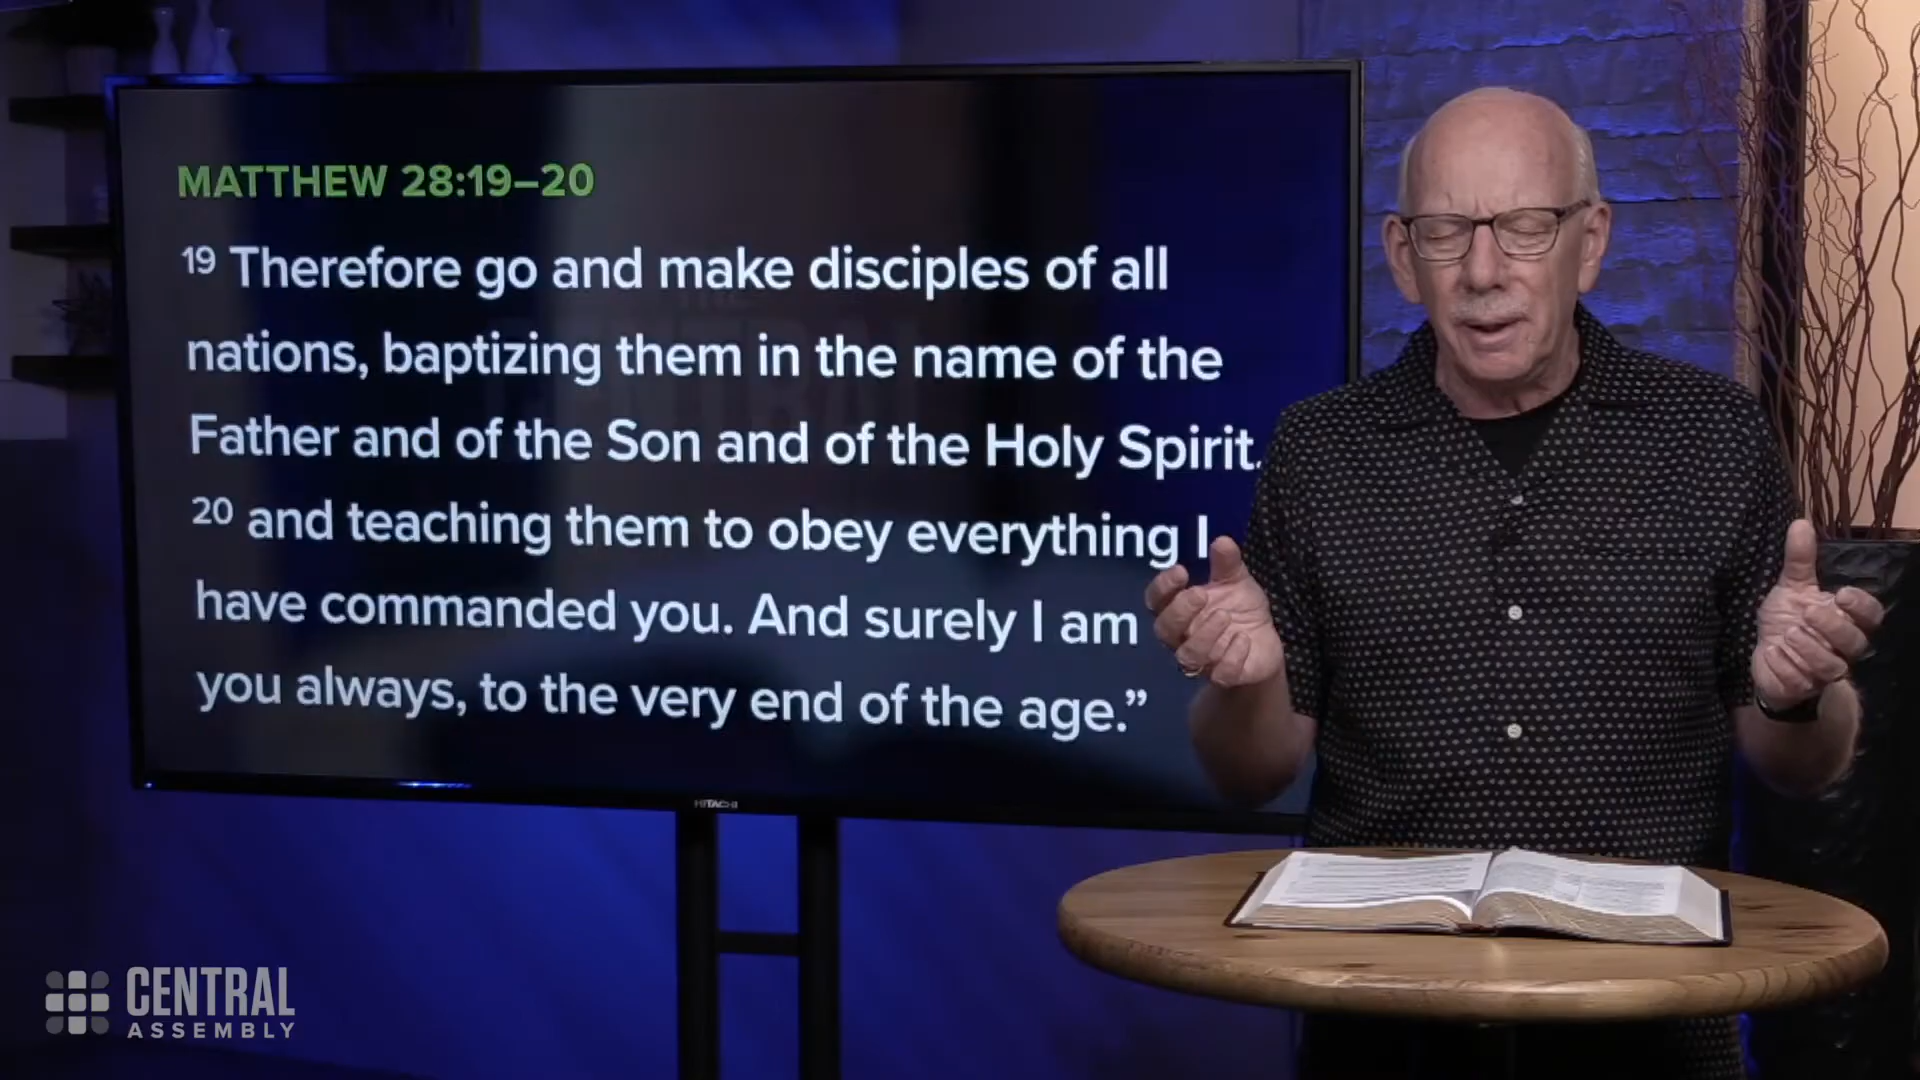 MATTHEW 28:19–20
19 Therefore go and make disciples of all
nations, baptizing them in the name of the
Father and of the Son and of the Holy Spirit.
20 and teaching them to obey everything I
have commanded you. And surely I am
you always, to the very end of the age.”
HITACHI
CENTRAL
ASSEMBLY